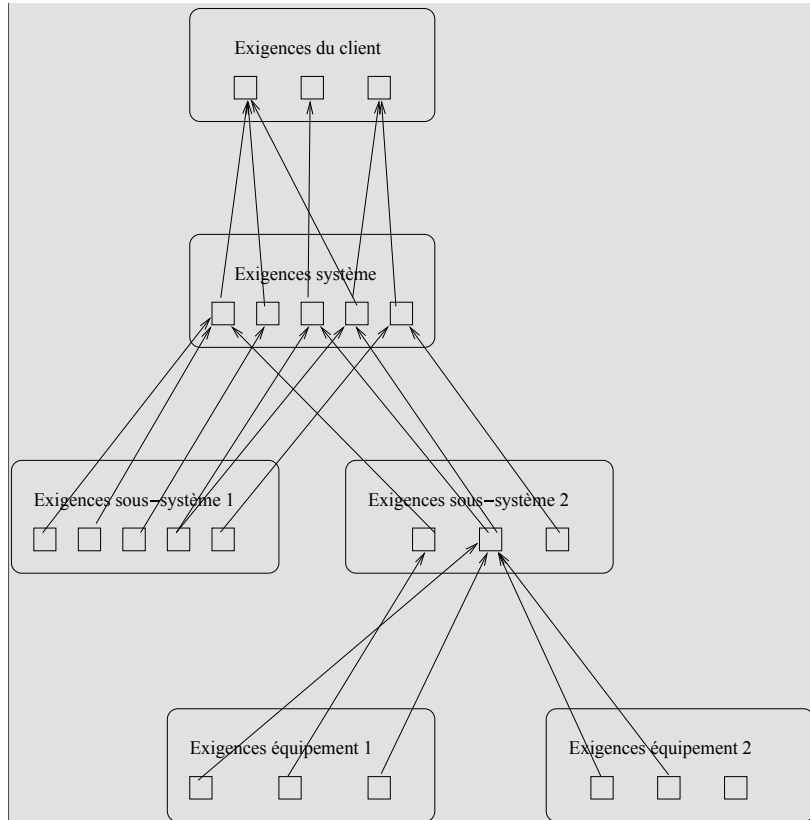 Exigences du client
Exigences système
Exigences sous−système 1
Exigences sous−système 2
Exigences équipement 1
Exigences équipement 2